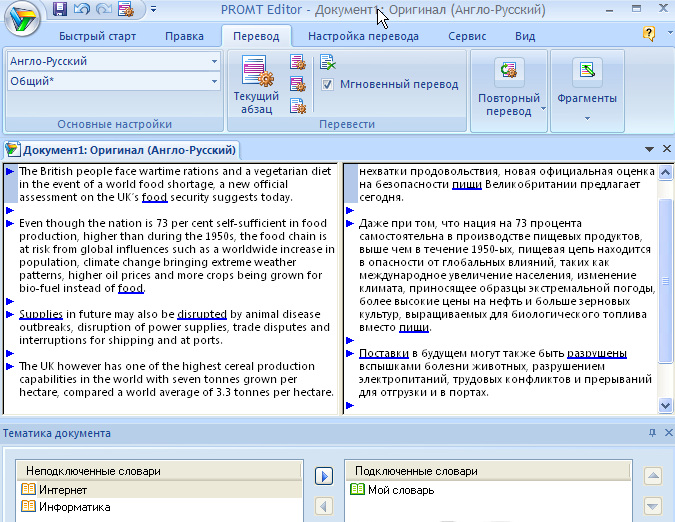 PROMT Editor - Документ1: Оригинал (Англо-Русский)
Быстрый старт
Правка
Перевод
Настройка перевода
Сервис
Вид
Англо-Русский
Общий*
Основные настройки
Текущий
абзац
Мгновенный перевод
Перевести
Повторный
перевод
Фрагменты
Документ1: Оригинал (Англо-Русский)
The British people face wartime rations and a vegetarian diet
in the event of a world food shortage, a new official
assessment on the UK's food security suggests today.
Even though the nation is 73 per cent self-sufficient in food
production, higher than during the 1950s, the food chain is
at risk from global influences such as a worldwide increase in
population, climate change bringing extreme weather
patterns, higher oil prices and more crops being grown for
bio-fuel instead of food.
Supplies in future may also be disrupted by animal disease
outbreaks, disruption of power supplies, trade disputes and
interruptions for shipping and at ports.
The UK however has one of the highest cereal production
capabilities in the world with seven tonnes grown per
hectare, compared a world average of 3.3 tonnes per hectare.
нехватки продовольствия, новая официальная оценка
на безопасности пищи Великобритании предлагает
сегодня.
Даже при том, что нация на 73 процента
самостоятельна в производстве пищевых продуктов,
выше чем в течение 1950-ых, пищевая цепь находится
в опасности от глобальных влияний, таких как
международное увеличение населения, изменение
климата, приносящее образцы экстремальной погоды,
более высокие цены на нефть и больше зерновых
культур, выращиваемых для биологического топлива
вместо пищи.
Поставки в будущем могут также быть разрушены
вспышками болезни животных, разрушением
электропитаний, трудовых конфликтов и прерываний
для отгрузки и в портах.
Тематика документа
Неподключенные словари
Интернет
Информатика
Подключенные словари
Мой словарь